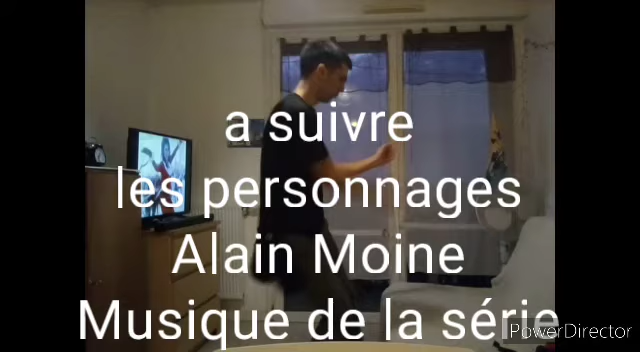 a suivre
les personnages
Alain Moine
Musique de la série
PowerDirector